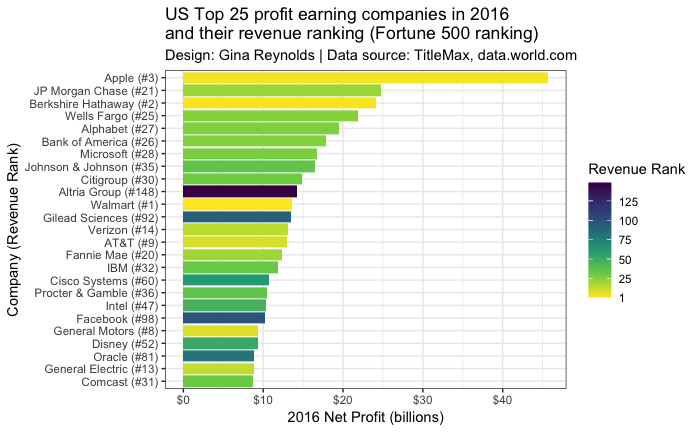 US Top 25 profit earning companies in 2016
and their revenue ranking (Fortune 500 ranking)
Design: Gina Reynolds | Data source: TitleMax, data.world.com
Company (Revenue Rank)
Apple (#3)
JP Morgan Chase (#21)
Berkshire Hathaway (#2)
Wells Fargo (#25)
Alphabet (#27)
Bank of America (#26)
Microsoft (#28)
Johnson & Johnson (#35)
Citigroup (#30)
Altria Group (#148)
Walmart (#1)
Gilead Sciences (#92)
Verizon (#14)
AT&T (#9)
Fannie Mae (#20)
IBM (#32)
Cisco Systems (#60)
Procter & Gamble (#36)
Intel (#47)
Facebook (#98)
General Motors (#8)
Disney (#52)
Oracle (#81)
General Electric (#13)
Comcast (#31)
$0 $10 $20 $30 $40
2016 Net Profit (billions)
Revenue Rank
125
100
75
50
25
1